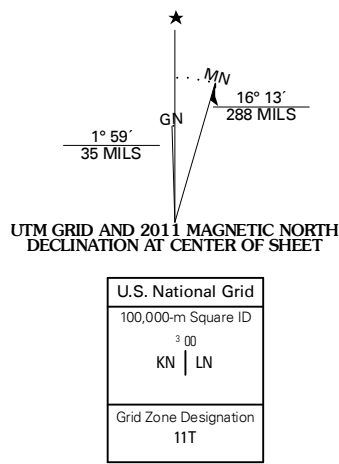 MN
GN
16° 13´
288 MILS
1° 59´
35 MILS
UTM GRID AND 2011 MAGNETIC NORTH
DECLINATION AT CENTER OF SHEET
U.S. National Grid
100,000-m Square ID
3 00
KN LN
Grid Zone Designation
11T